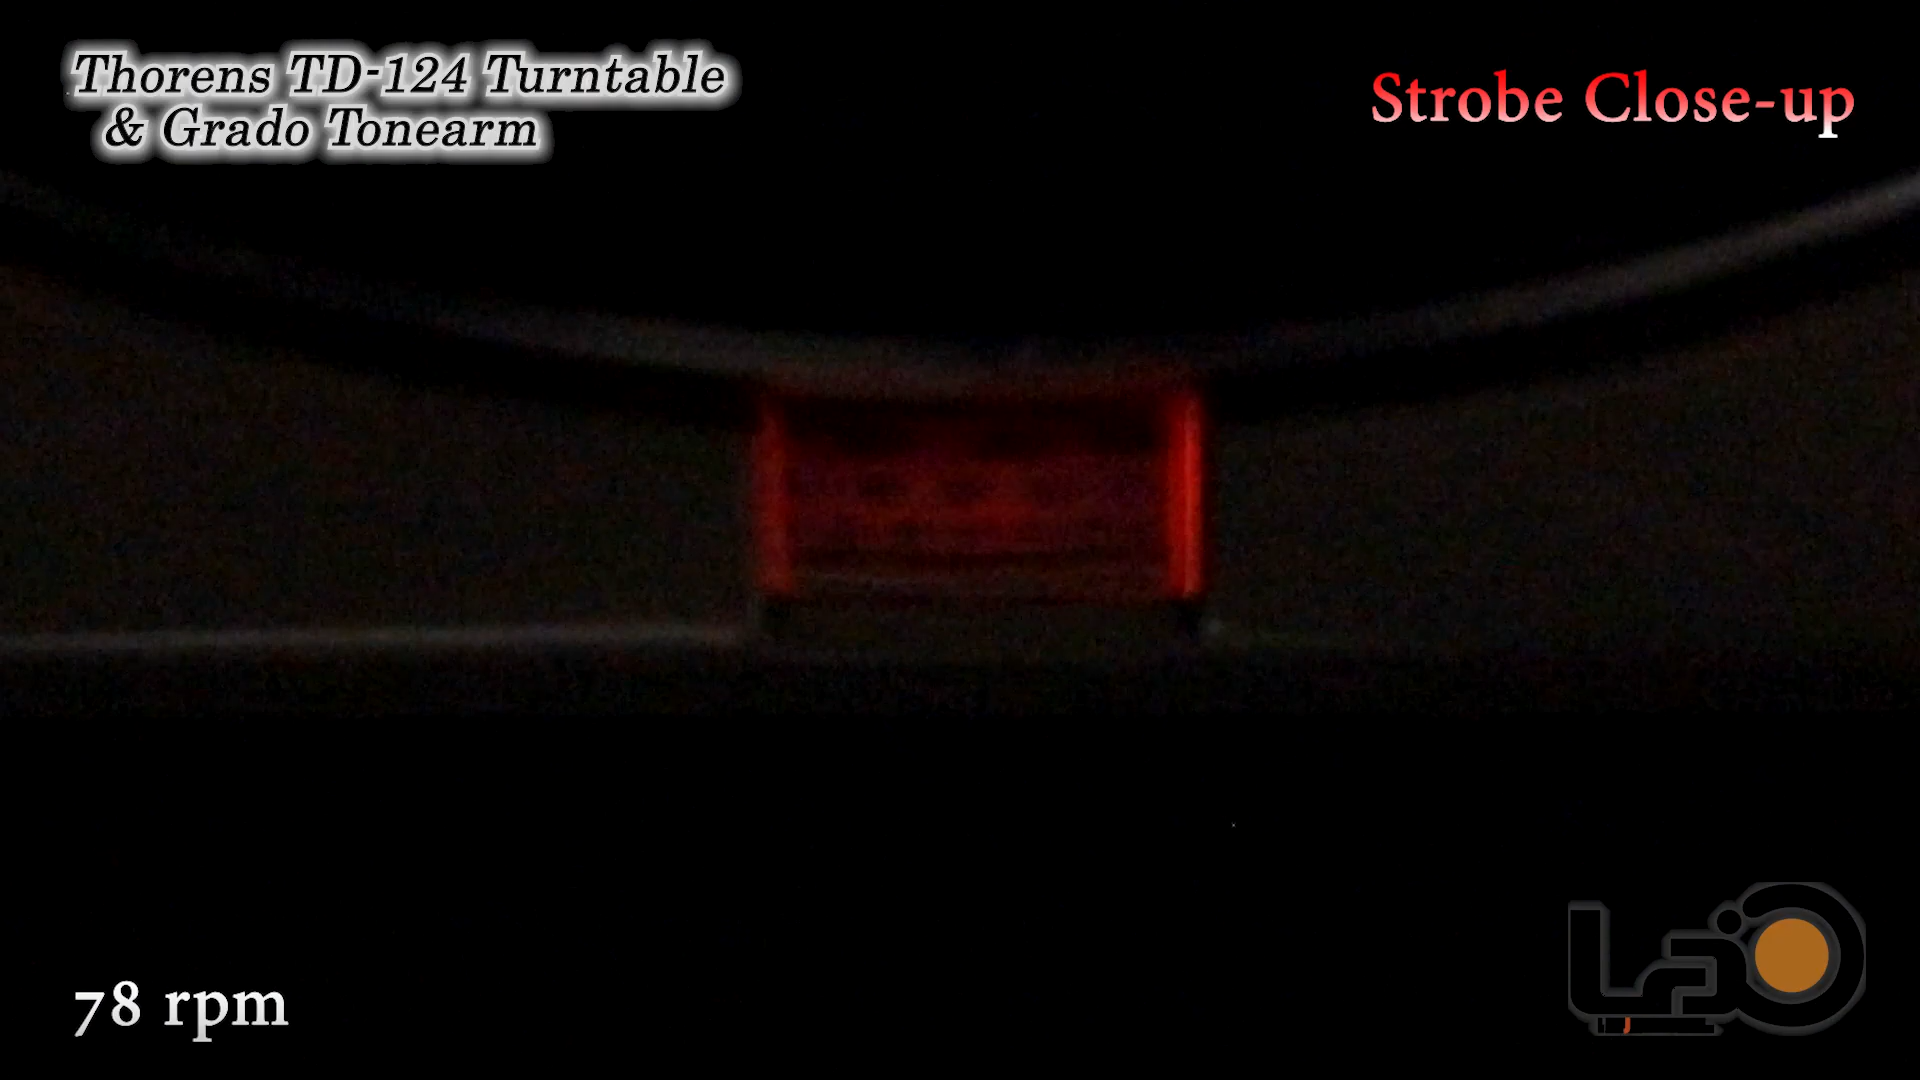 Thorens TD-124 Turntable
& Grado Tonearm
Strobe Close-up
78 rpm